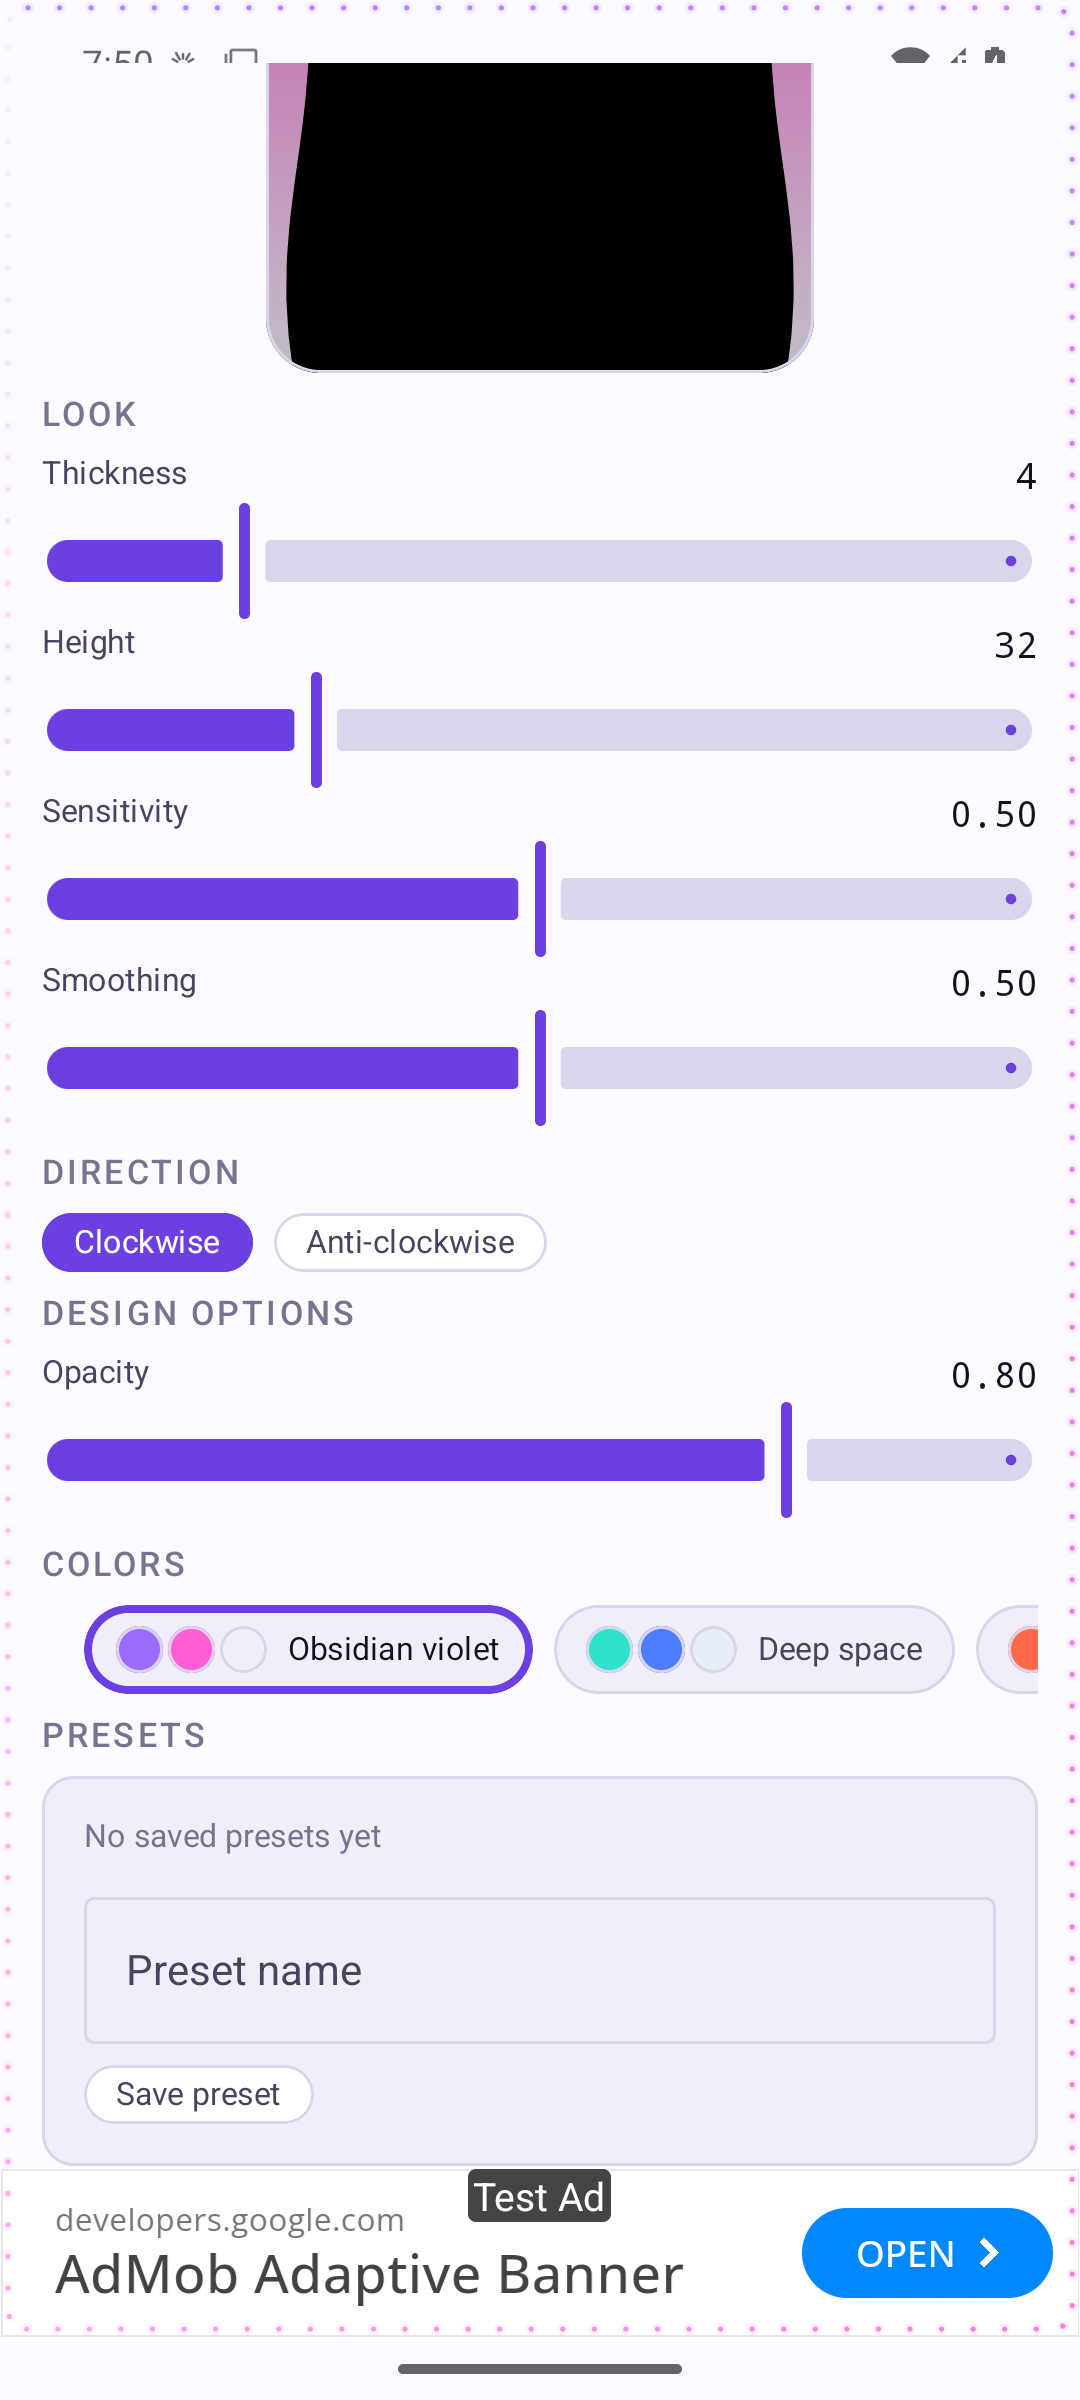 7:50
LOOK
Thickness 4
Height 32
Sensitivity 0.50
Smoothing 0.50
DIRECTION
Clockwise Anti-clockwise
DESIGN OPTIONS
Opacity 0.80
COLORS
Obsidian violet Deep space
PRESETS
No saved presets yet
Preset name
Save preset
Test Ad
developers.google.com
AdMob Adaptive Banner
OPEN